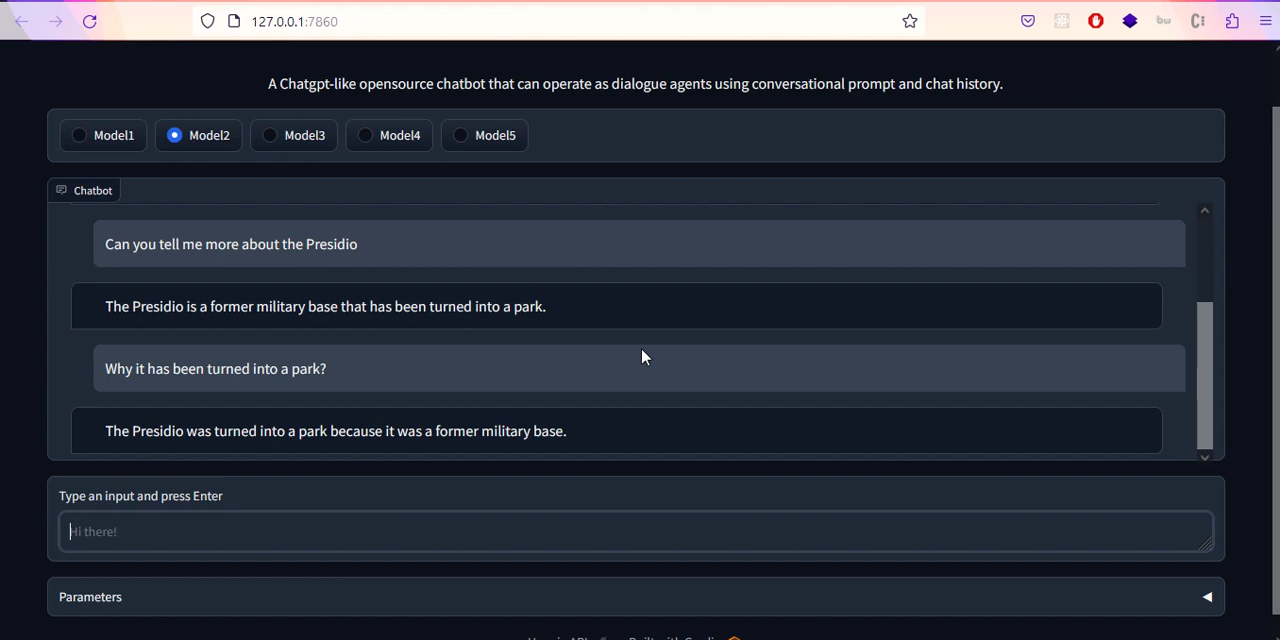 127.0.0.1:7860
A Chatgpt-like opensource chatbot that can operate as dialogue agents using conversational prompt and chat history.
Model1 Model2 Model3 Model4 Model5
Chatbot
Can you tell me more about the Presidio
The Presidio is a former military base that has been turned into a park.
Why it has been turned into a park?
The Presidio was turned into a park because it was a former military base.
Type an input and press Enter
Hi there!
Parameters